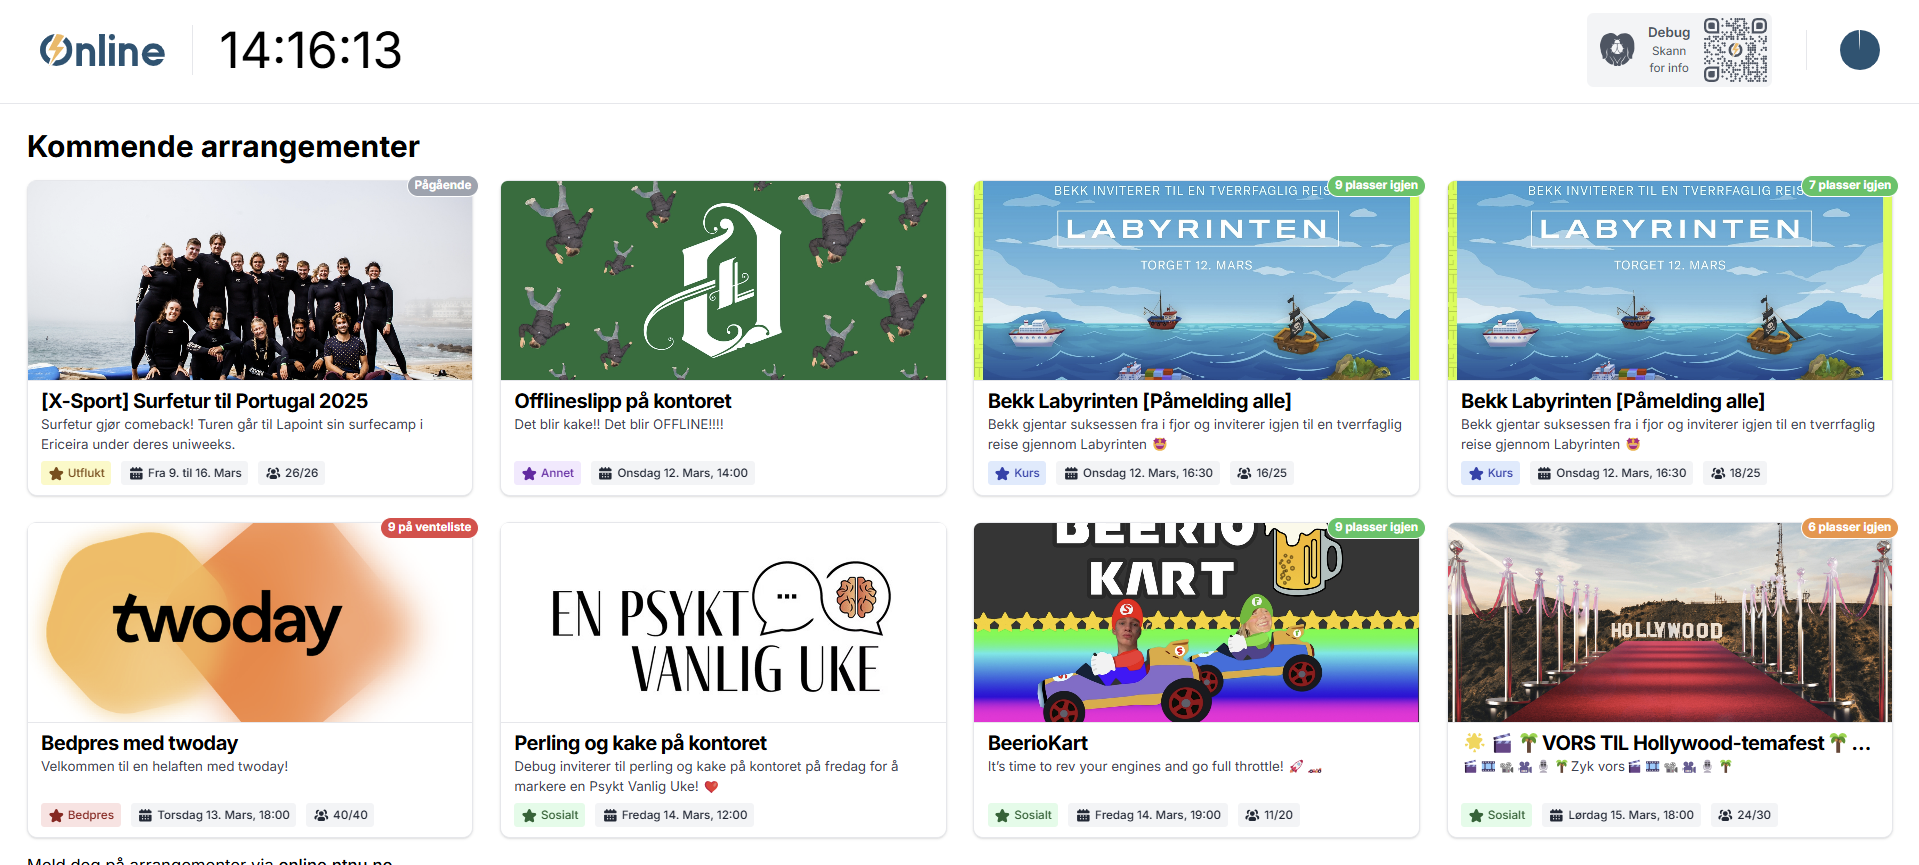 Online
14:16:13
Debug
Skann
for info
Kommende arrangementer
Pågående
[X-Sport] Surfetur til Portugal 2025
Surfetur gjør comeback! Turen går til Lapoint sin surfecamp i
Ericeira under deres uniweeks.
Utflukt
Fra 9. til 16. Mars
26/26
Offlineslipp på kontoret
Det blir kake!! Det blir OFFLINE!!!!
Annet
Onsdag 12. Mars, 14:00
9 plasser igjen
BEKK INVITERER TIL EN TVERRFAGLIG REIS
LABYRINTEN
TORGET 12. MARS
Bekk Labyrinten [Påmelding alle]
Bekk gjentar suksessen fra i fjor og inviterer igjen til en tverrfaglig
reise gjennom Labyrinten 🤩
Kurs
Onsdag 12. Mars, 16:30
16/25
7 plasser igjen
BEKK INVITERER TIL EN TVERRFAGLIG REIS
LABYRINTEN
TORGET 12. MARS
Bekk Labyrinten [Påmelding alle]
Bekk gjentar suksessen fra i fjor og inviterer igjen til en tverrfaglig
reise gjennom Labyrinten 🤩
Kurs
Onsdag 12. Mars, 16:30
18/25
9 på venteliste
twoday
Bedpres med twoday
Velkommen til en helaften med twoday!
Bedpres
Torsdag 13. Mars, 18:00
40/40
EN PSYKT
VANLIG UKE
Perling og kake på kontoret
Debug inviterer til perling og kake på kontoret på fredag for å
markere en Psykt Vanlig Uke! ❤️
Sosialt
Fredag 14. Mars, 12:00
9 plasser igjen
BEERIO
KART
BeerioKart
It's time to rev your engines and go full throttle! 🚀 🏎️
Sosialt
Fredag 14. Mars, 19:00
11/20
6 plasser igjen
HOLLYWOOD
🌟 🎬 🌴 VORS TIL Hollywood-temafest 🌴 ...
🎬 🎞️ 📽️ 🎥 🎙️ 🌴 Zyk vors 🎬 🎞️ 📽️ 🎥 🎙️ 🌴
Sosialt
Lørdag 15. Mars, 18:00
24/30
Meld deg på arrangementer via online.ntnu.no